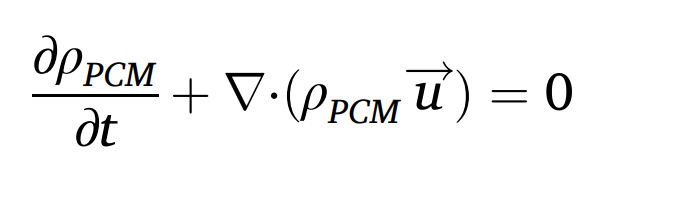 ∂ρ_PCM/∂t + ∇·(ρ_PCM u⃗) = 0